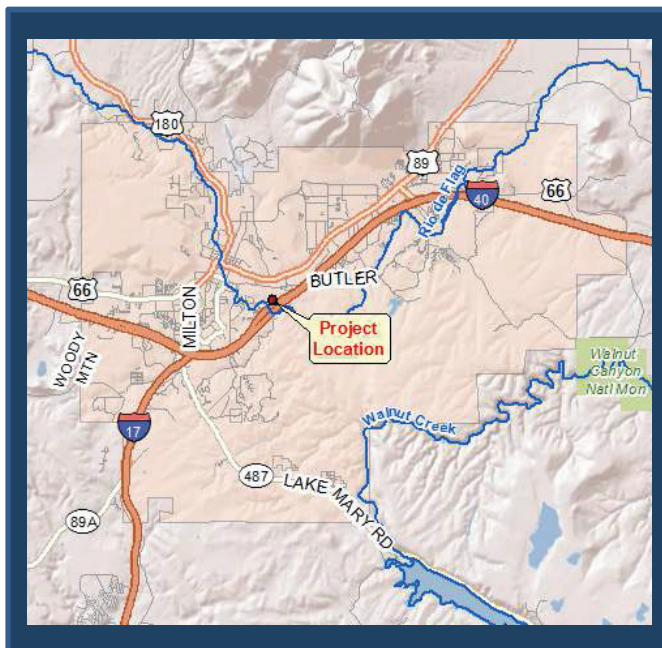 180
89
66
40
Rio de Flag
BUTLER
66
MILTON
Project
Location
WOODY
MTN
Walnut
Canyon
Natl Mon
Walnut Creek
17
487
LAKE MARY RD
89A